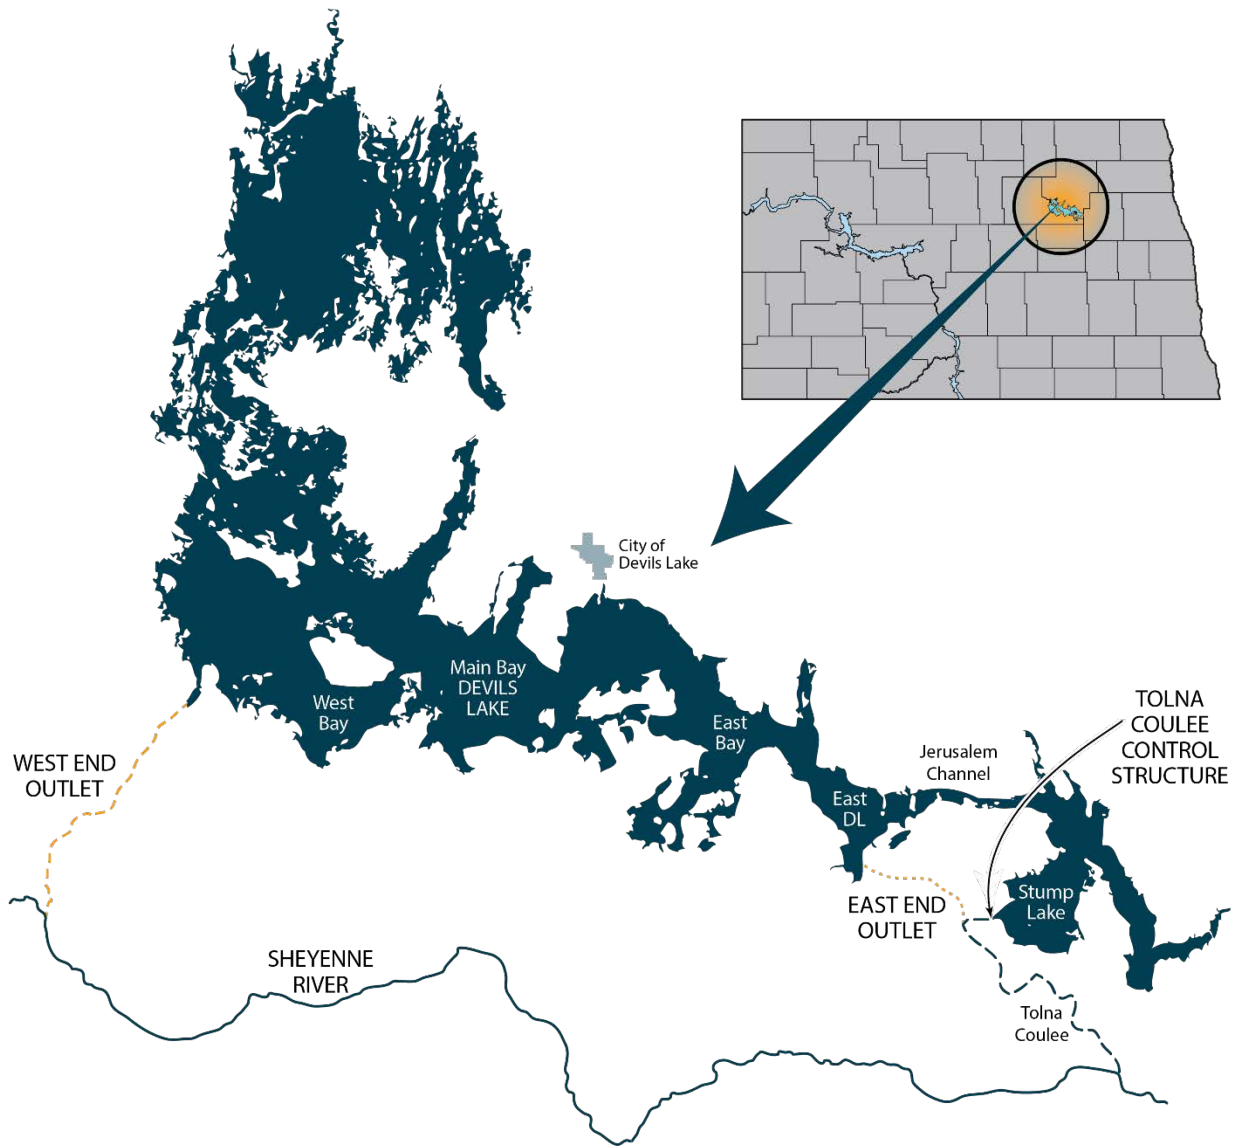 City of
Devils Lake
Main Bay
DEVILS
LAKE
West
Bay
East
Bay
TOLNA
COULEE
CONTROL
STRUCTURE
Jerusalem
Channel
WEST END
OUTLET
East
DL
Stump
Lake
EAST END
OUTLET
SHEYENNE
RIVER
Tolna
Coulee